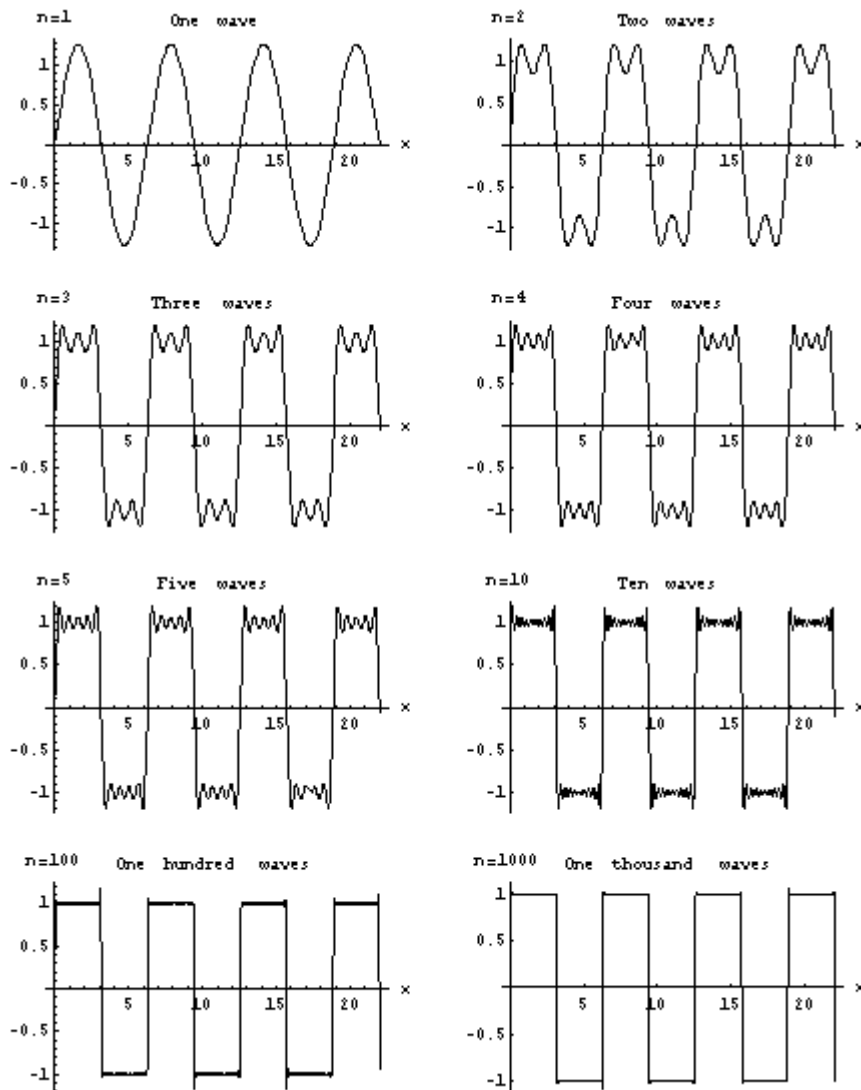 n=1 One wave
1
0.5
-0.5
-1
5 10 15 20 x
n=2 Two waves
1
0.5
-0.5
-1
5 10 15 20 x
n=3 Three waves
1
0.5
-0.5
-1
5 10 15 20 x
n=4 Four waves
1
0.5
-0.5
-1
5 10 15 20 x
n=5 Five waves
1
0.5
-0.5
-1
5 10 15 20 x
n=10 Ten waves
1
0.5
-0.5
-1
5 10 15 20 x
n=100 One hundred waves
1
0.5
-0.5
-1
5 10 15 20 x
n=1000 One thousand waves
1
0.5
-0.5
-1
5 10 15 20 x